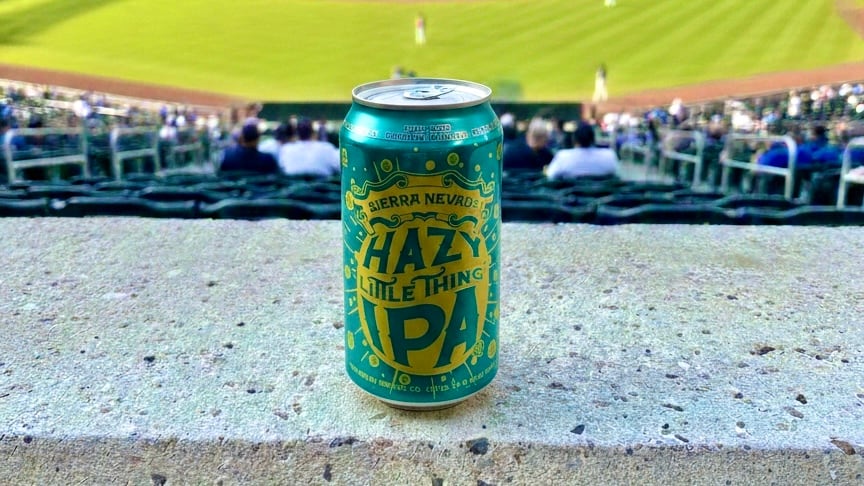 SIERRA NEVADA
HAZY
LITTLE THING
IPA